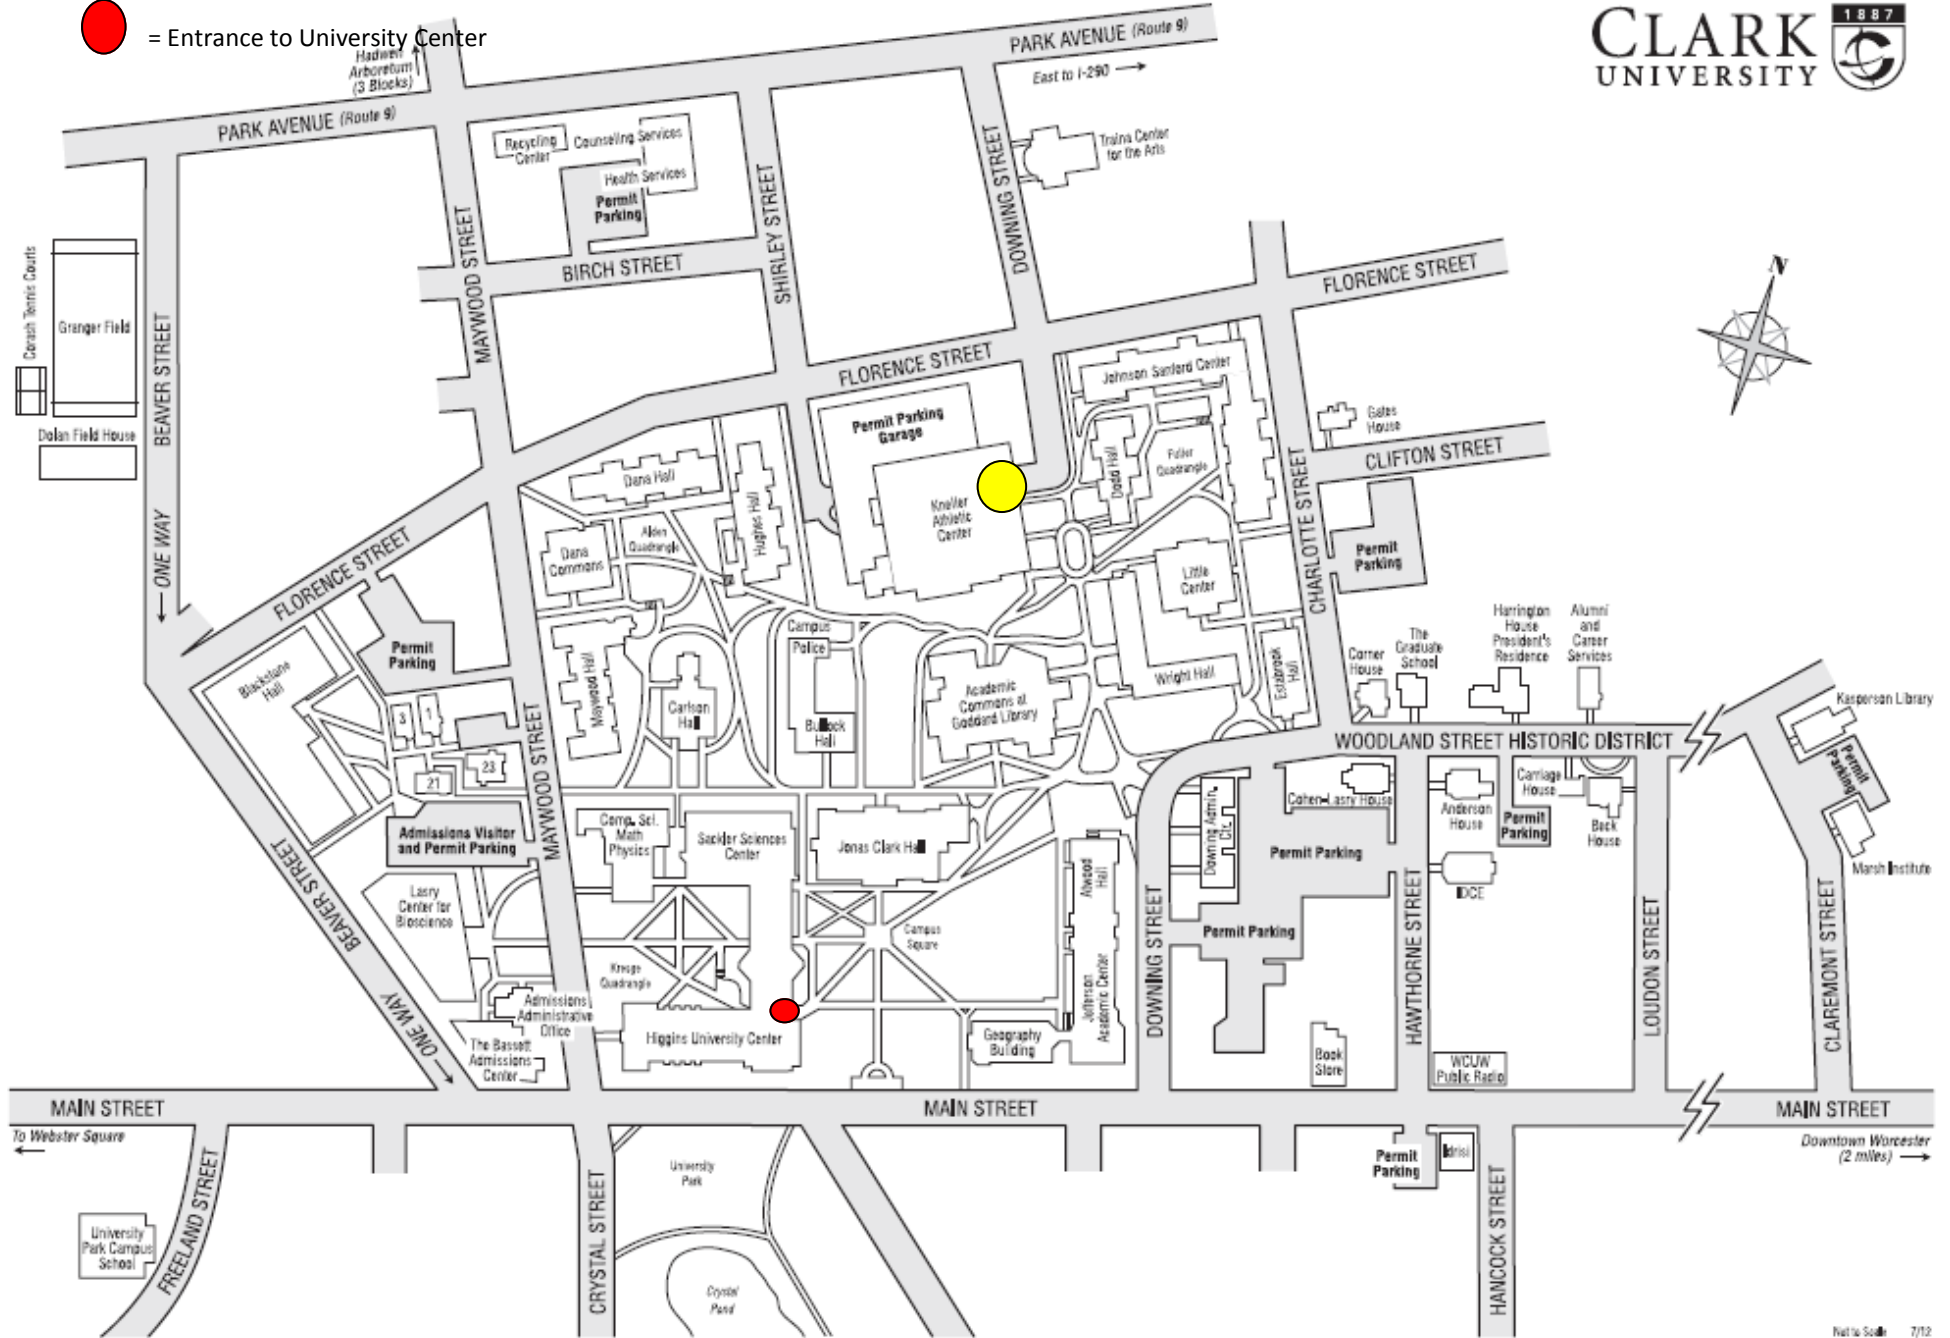 = Entrance to University Center
CLARK
UNIVERSITY
1887
Hadwen
Arboretum
(3 Blocks)
PARK AVENUE (Route 9)
East to I-290
PARK AVENUE (Route 9)
Recycling
Center
Counseling Services
Health Services
Permit
Parking
Traina Center
for the Arts
MAYWOOD STREET
SHIRLEY STREET
DOWNING STREET
BIRCH STREET
FLORENCE STREET
N
Corash Tennis Courts
Granger Field
BEAVER STREET
Dolan Field House
ONE WAY
FLORENCE STREET
Johnson Sanford Center
Permit Parking
Garage
Gates
House
CLIFTON STREET
Dana Hall
Hughes Hall
Kneller
Athletic
Center
Dodd Hall
Fuller
Quadrangle
CHARLOTTE STREET
Permit
Parking
Dana
Commons
Alden
Quadrangle
FLORENCE STREET
Little
Center
Permit
Parking
Blackstone
Hall
Maywood Hall
Carlson
Hall
Campus
Police
Bullock
Hall
Academic
Commons at
Goddard Library
Wright Hall
Estabrook
Hall
Corner
House
The
Graduate
School
Harrington
House
President's
Residence
Alumni
and
Career
Services
Kasperson Library
3
1
23
21
MAYWOOD STREET
WOODLAND STREET HISTORIC DISTRICT
Permit
Parking
Cohen-Lasry House
Anderson
House
Carriage
House
Permit
Parking
Beck
House
Marsh Institute
Admissions Visitor
and Permit Parking
Comp. Sci.
Math
Physics
Sackler Sciences
Center
Jonas Clark Hall
Atwood
Hall
Downing Admin.
Ctr.
Permit Parking
IDCE
BEAVER STREET
Lasry
Center for
Bioscience
Campus
Square
Permit Parking
Kresge
Quadrangle
Jefferson
Academic Center
DOWNING STREET
HAWTHORNE STREET
LOUDON STREET
CLAREMONT STREET
ONE WAY
Admissions
Administrative
Office
The Bassett
Admissions
Center
Higgins University Center
Geography
Building
Book
Store
WCUW
Public Radio
MAIN STREET
MAIN STREET
MAIN STREET
To Webster Square
Downtown Worcester
(2 miles)
Permit
Parking
Idrisi
University
Park
FREELAND STREET
CRYSTAL STREET
HANCOCK STREET
University
Park Campus
School
Crystal
Pond
Not to Scale 7/12